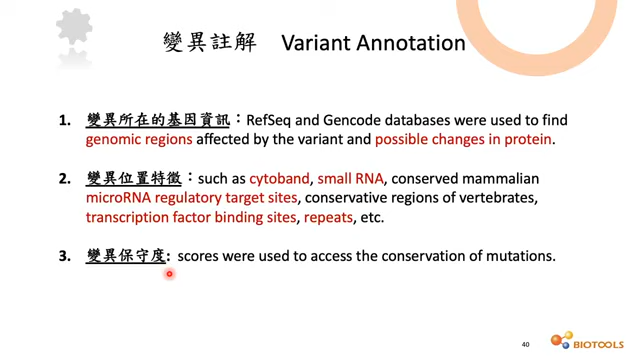 變異註解 Variant Annotation
1. 變異所在的基因資訊：RefSeq and Gencode databases were used to find
genomic regions affected by the variant and possible changes in protein.
2. 變異位置特徵：such as cytoband, small RNA, conserved mammalian
microRNA regulatory target sites, conservative regions of vertebrates,
transcription factor binding sites, repeats, etc.
3. 變異保守度: scores were used to access the conservation of mutations.
40
BIOTOOLS